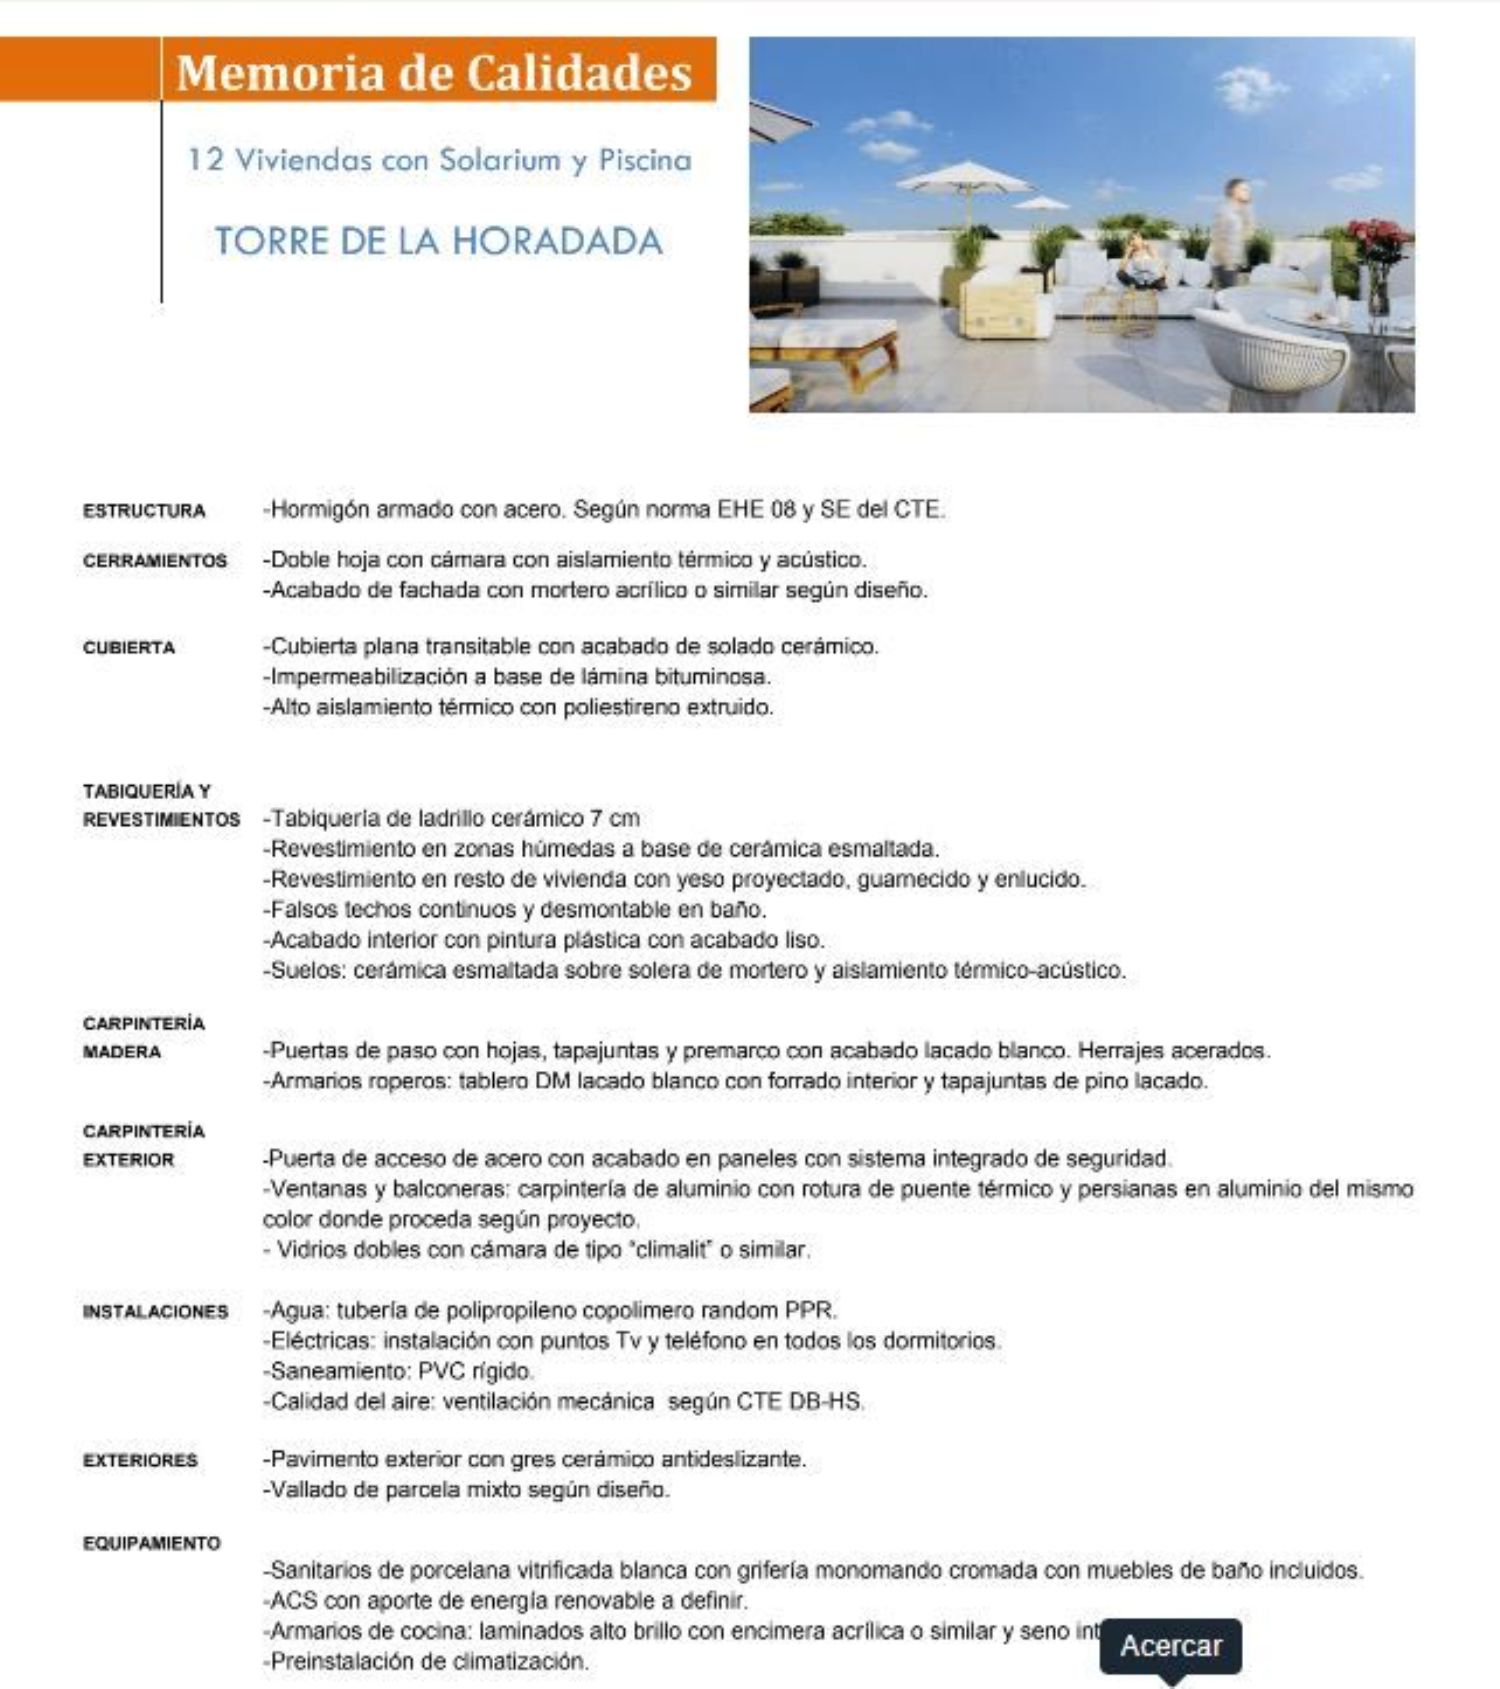 Memoria de Calidades
12 Viviendas con Solarium y Piscina
TORRE DE LA HORADADA
ESTRUCTURA -Hormigón armado con acero. Según norma EHE 08 y SE del CTE.
CERRAMIENTOS -Doble hoja con cámara con aislamiento térmico y acústico.
-Acabado de fachada con mortero acrílico o similar según diseño.
CUBIERTA -Cubierta plana transitable con acabado de solado cerámico.
-Impermeabilización a base de lámina bituminosa.
-Alto aislamiento térmico con poliestireno extruido.
TABIQUERÍA Y
REVESTIMIENTOS -Tabiquería de ladrillo cerámico 7 cm
-Revestimiento en zonas húmedas a base de cerámica esmaltada.
-Revestimiento en resto de vivienda con yeso proyectado, guarnecido y enlucido.
-Falsos techos continuos y desmontable en baño.
-Acabado interior con pintura plástica con acabado liso.
-Suelos: cerámica esmaltada sobre solera de mortero y aislamiento térmico-acústico.
CARPINTERÍA
MADERA -Puertas de paso con hojas, tapajuntas y premarco con acabado lacado blanco. Herrajes acerados.
-Armarios roperos: tablero DM lacado blanco con forrado interior y tapajuntas de pino lacado.
CARPINTERÍA
EXTERIOR -Puerta de acceso de acero con acabado en paneles con sistema integrado de seguridad.
-Ventanas y balconeras: carpintería de aluminio con rotura de puente térmico y persianas en aluminio del mismo
color donde proceda según proyecto.
- Vidrios dobles con cámara de tipo "climalit" o similar.
INSTALACIONES -Agua: tubería de polipropileno copolimero random PPR.
-Eléctricas: instalación con puntos Tv y teléfono en todos los dormitorios.
-Saneamiento: PVC rígido.
-Calidad del aire: ventilación mecánica según CTE DB-HS.
EXTERIORES -Pavimento exterior con gres cerámico antideslizante.
-Vallado de parcela mixto según diseño.
EQUIPAMIENTO
-Sanitarios de porcelana vitrificada blanca con grifería monomando cromada con muebles de baño incluidos.
-ACS con aporte de energía renovable a definir.
-Armarios de cocina: laminados alto brillo con encimera acrílica o similar y seno int
Acercar
-Preinstalación de climatización.